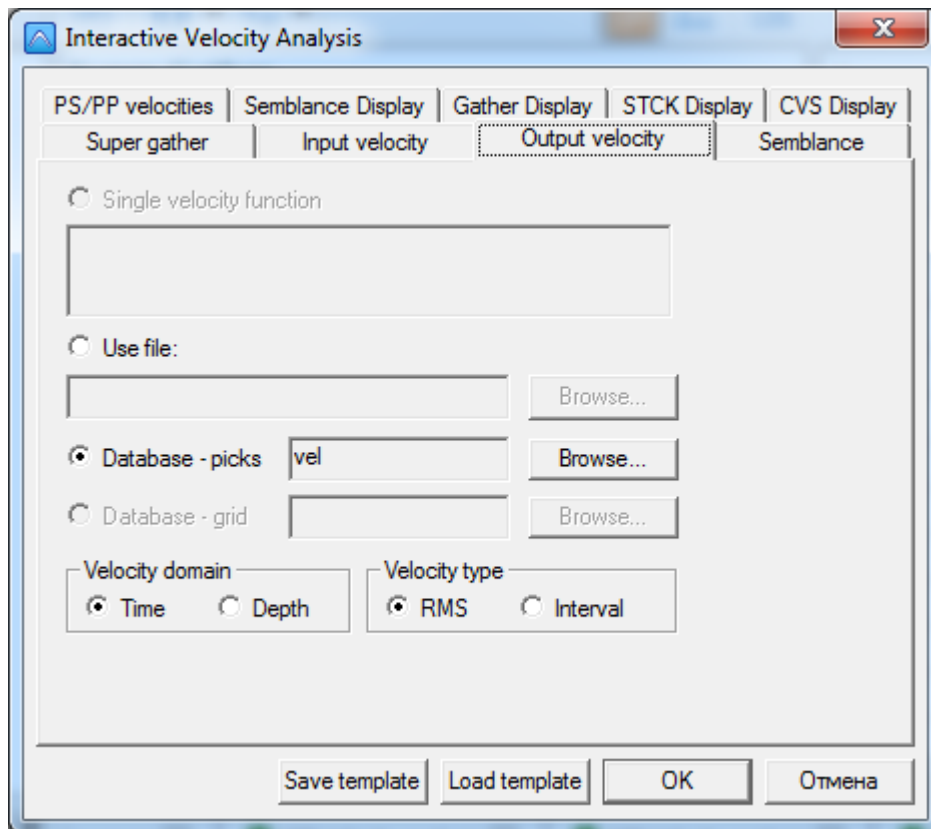 Interactive Velocity Analysis
PS/PP velocities Semblance Display Gather Display STCK Display CVS Display
Super gather Input velocity Output velocity Semblance
Single velocity function
Use file:
Browse...
Database - picks vel Browse...
Database - grid Browse...
Velocity domain Velocity type
Time Depth RMS Interval
Save template Load template OK Отмена